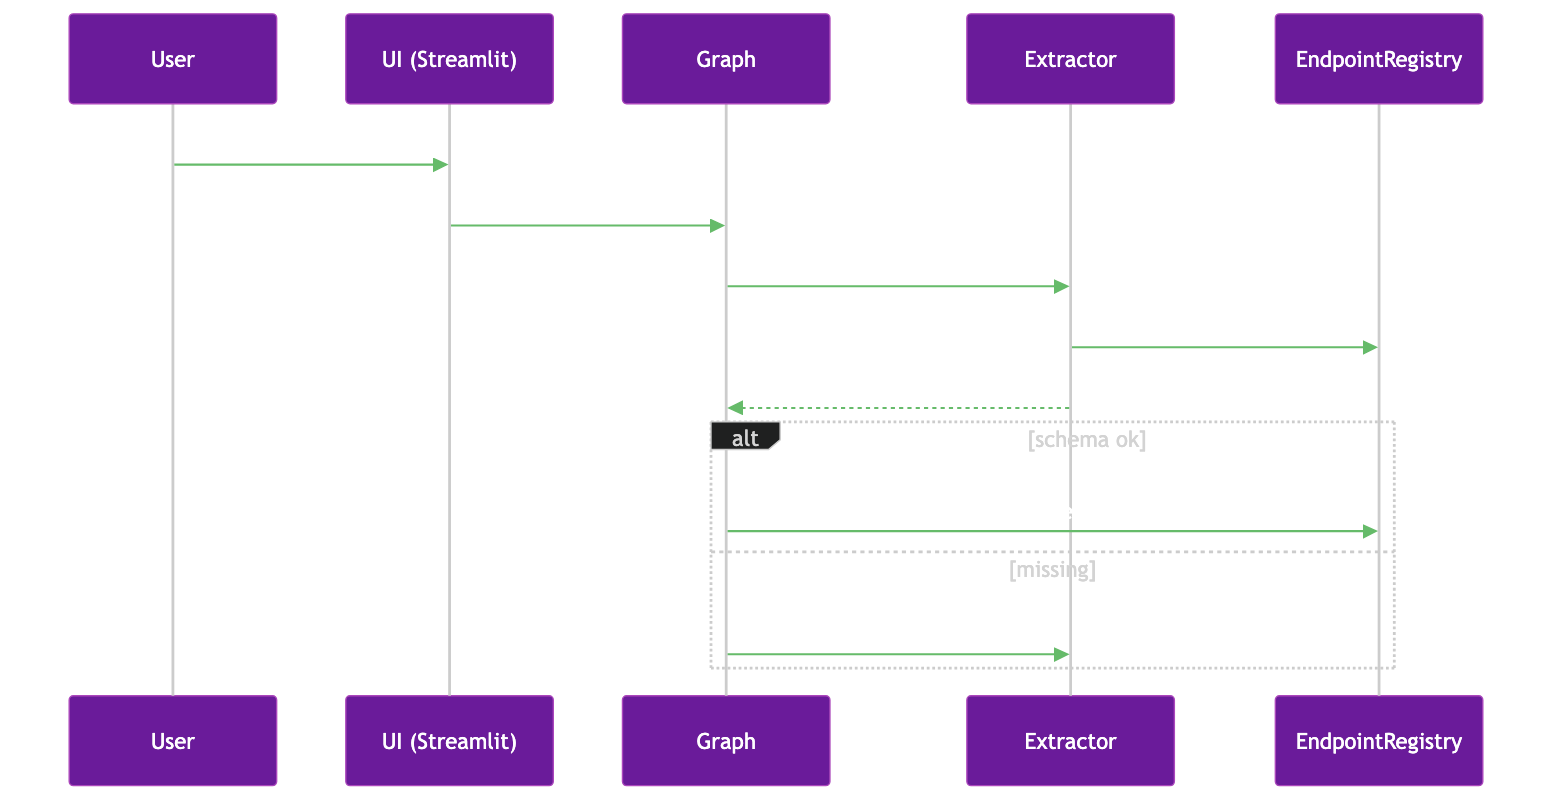 User
UI (Streamlit)
Graph
Extractor
EndpointRegistry
alt
[schema ok]
[missing]
User
UI (Streamlit)
Graph
Extractor
EndpointRegistry